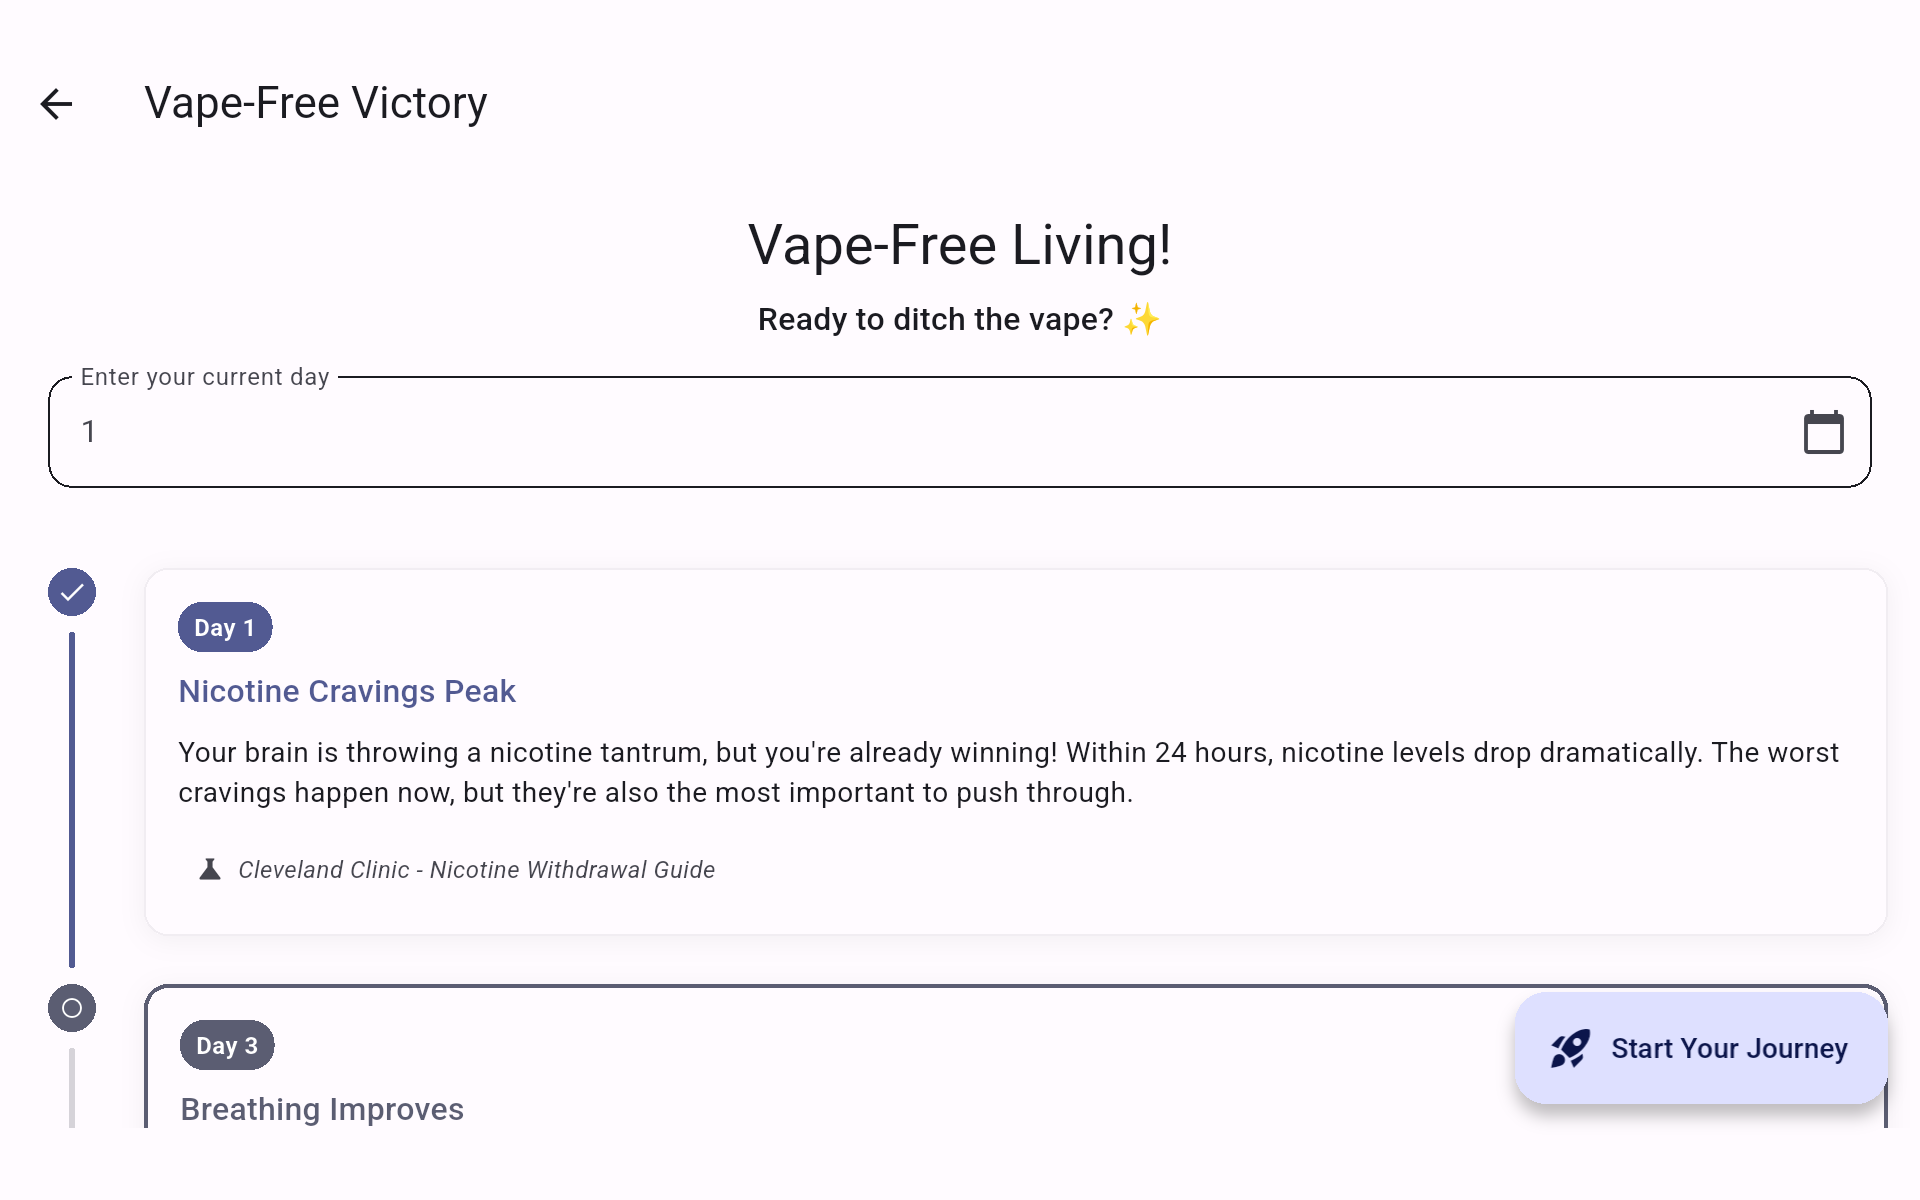 Vape-Free Victory
Vape-Free Living!
Ready to ditch the vape? ✨
Enter your current day
1
Day 1
Nicotine Cravings Peak
Your brain is throwing a nicotine tantrum, but you're already winning! Within 24 hours, nicotine levels drop dramatically. The worst
cravings happen now, but they're also the most important to push through.
Cleveland Clinic - Nicotine Withdrawal Guide
Day 3
Start Your Journey
Breathing Improves